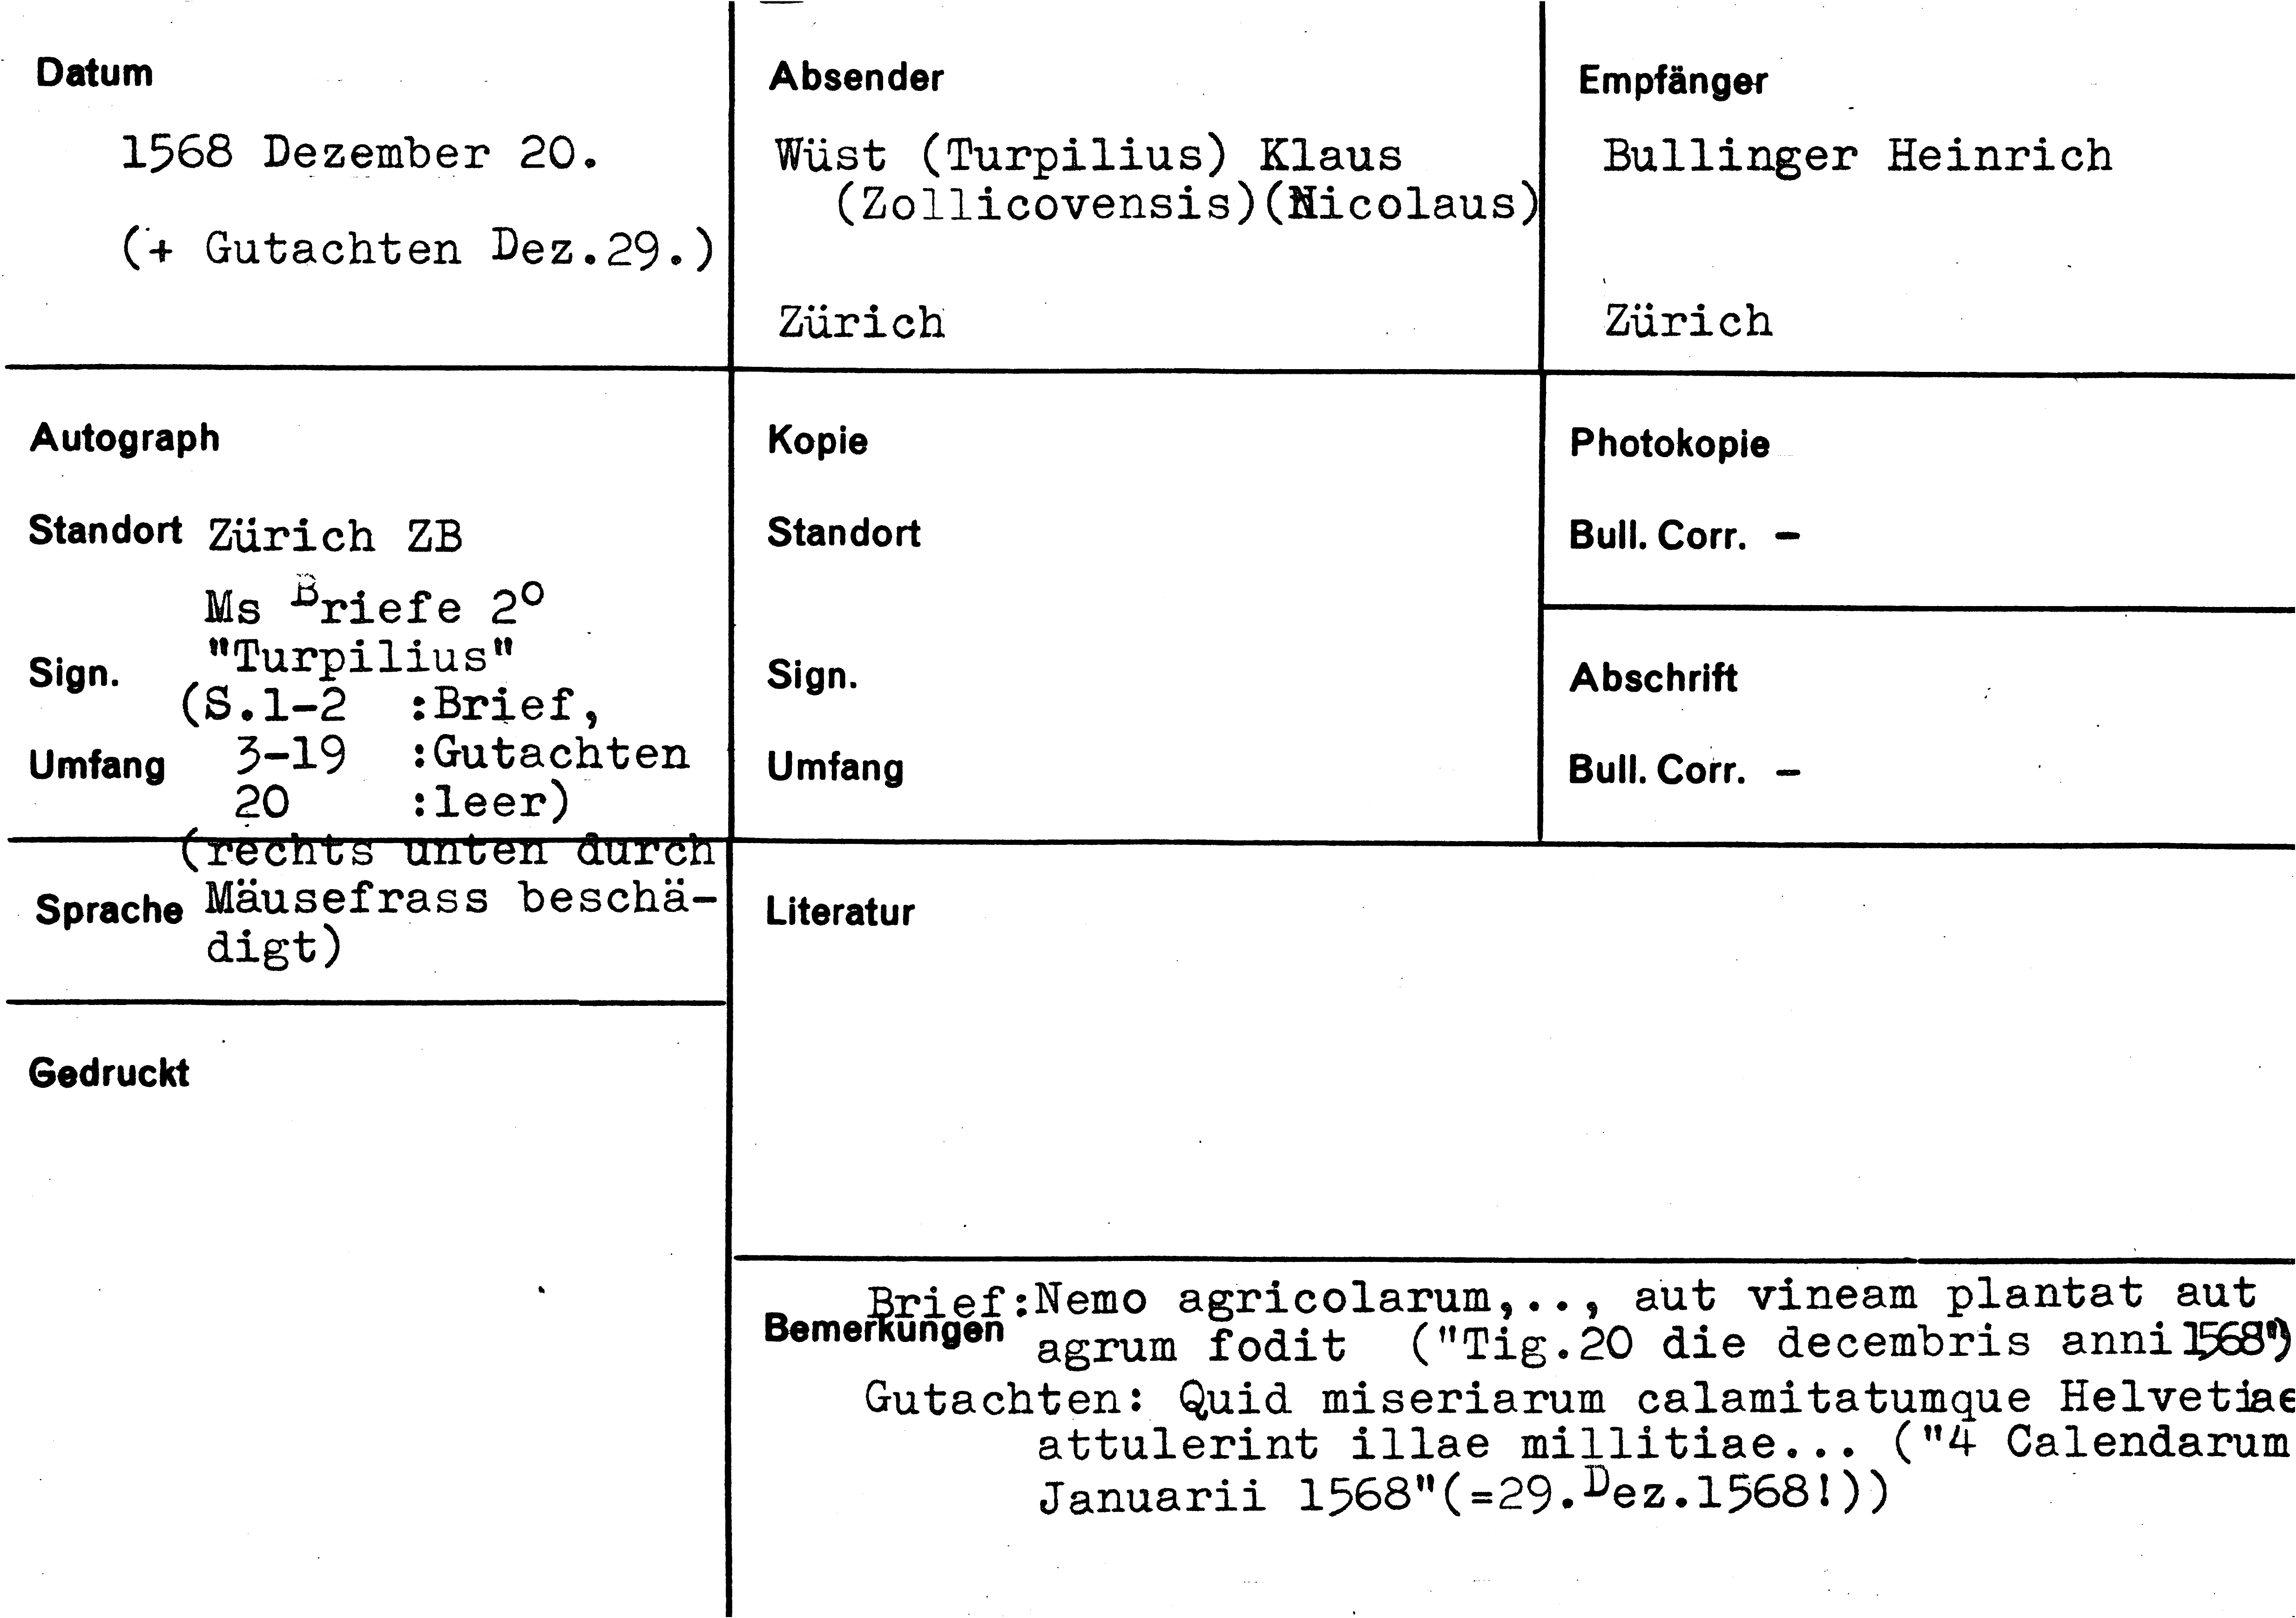 Datum
1568 Dezember 20.
(+ Gutachten Dez.29.)
Absender
Wüst (Turpilius) Klaus
(Zollicovensis)(Nicolaus)
Zürich
Empfänger
Bullinger Heinrich
Zürich
Autograph
Standort Zürich ZB
Ms Briefe 2º
"Turpilius"
Sign.
(S.1-2 :Brief,
Umfang 3-19 :Gutachten
20 :leer)
(rechts unten durch
Sprache Mäusefrass beschä-
digt)
Kopie
Standort
Sign.
Umfang
Photokopie
Bull. Corr. –
Abschrift
Bull. Corr. –
Literatur
Gedruckt
Bemerkungen
Brief:Nemo agricolarum,.., aut vineam plantat aut
agrum fodit ("Tig.20 die decembris anni 1568")
Gutachten: Quid miseriarum calamitatumque Helvetiae
attulerint illae millitiae... ("4 Calendarum
Januarii 1568"(=29.Dez.1568!))